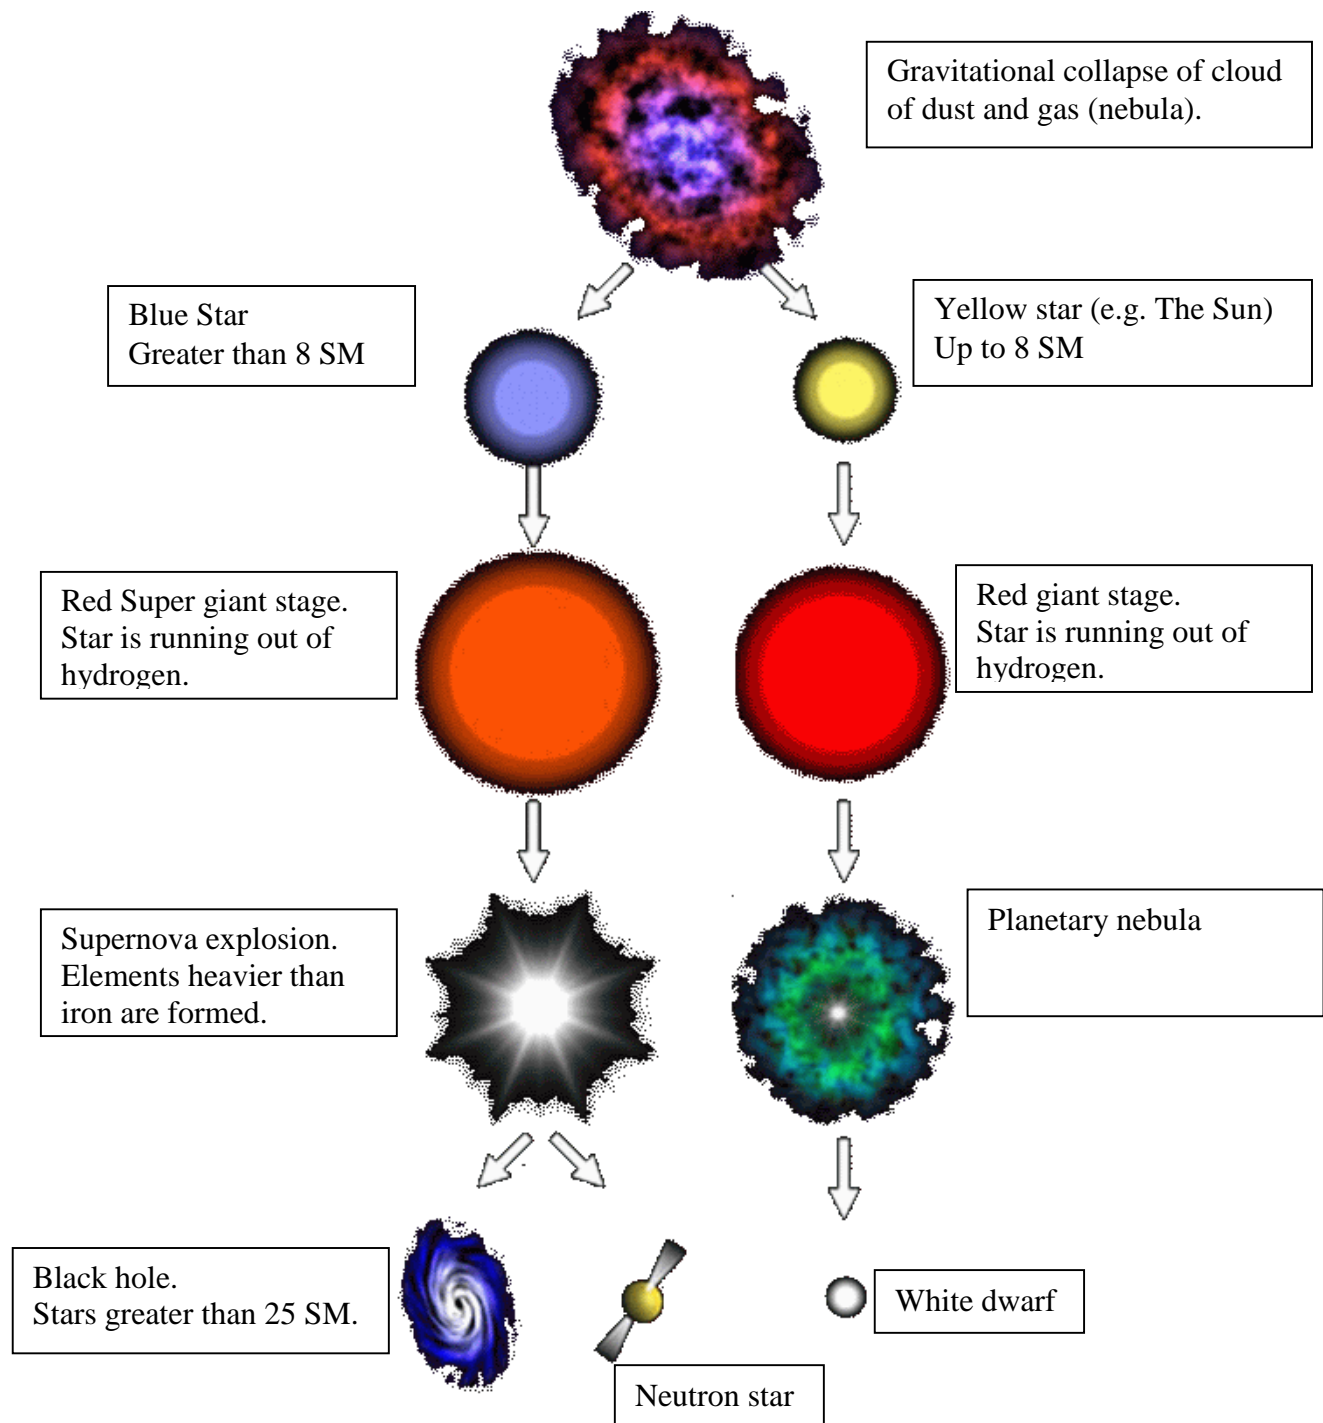 Gravitational collapse of cloud
of dust and gas (nebula).
Blue Star
Greater than 8 SM
Yellow star (e.g. The Sun)
Up to 8 SM
Red Super giant stage.
Star is running out of
hydrogen.
Red giant stage.
Star is running out of
hydrogen.
Supernova explosion.
Elements heavier than
iron are formed.
Planetary nebula
Black hole.
Stars greater than 25 SM.
Neutron star
White dwarf